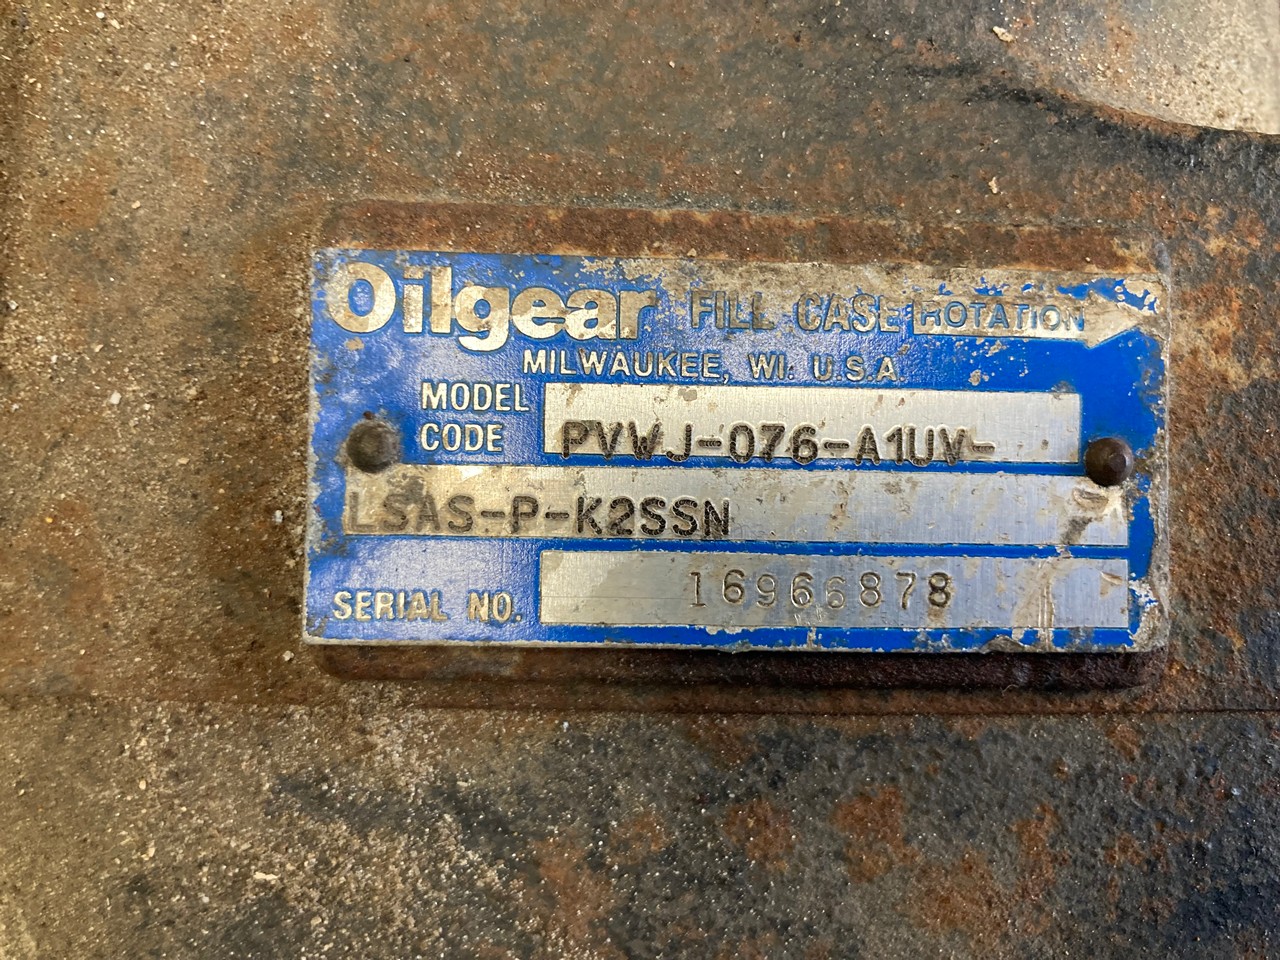 Oilgear FILL CASE ROTATION
MILWAUKEE, WI. U.S.A.
MODEL CODE PVWJ-076-A1UV-
LSAS-P-K2SSN
SERIAL NO. 16966878